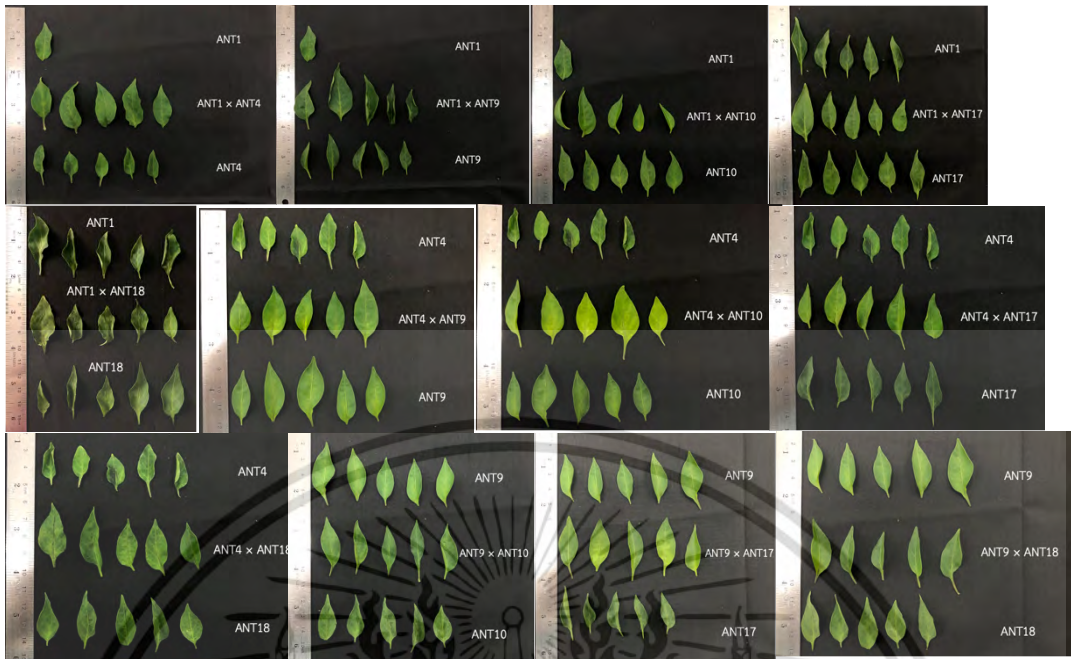 ANT1
ANT1 × ANT4
ANT4
ANT1
ANT1 × ANT9
ANT9
ANT1
ANT1 × ANT10
ANT10
ANT1
ANT1 × ANT17
ANT17
ANT1
ANT1 × ANT18
ANT18
ANT4
ANT4 × ANT9
ANT9
ANT4
ANT4 × ANT10
ANT10
ANT4
ANT4 × ANT17
ANT17
ANT4
ANT4 × ANT18
ANT18
ANT9
ANT9 × ANT10
ANT10
ANT9
ANT9 × ANT17
ANT17
ANT9
ANT9 × ANT18
ANT18